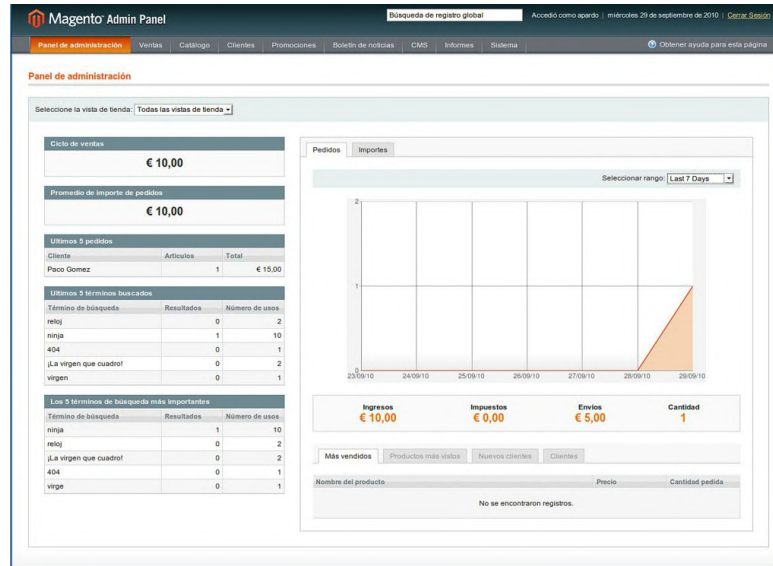 Magento Admin Panel
Búsqueda de registro global
Accedió como apardo | miércoles 29 de septiembre de 2010 | Cerrar Sesión
Panel de administración Ventas Catálogo Clientes Promociones Boletín de noticias CMS Informes Sistema
Obtener ayuda para esta página
Panel de administración
Seleccione la vista de tienda: Todas las vistas de tienda
Ciclo de ventas
€ 10,00
Promedio de importe de pedidos
€ 10,00
Ultimos 5 pedidos
Cliente Artículos Total
Paco Gomez 1 € 15,00
Ultimos 5 términos buscados
Término de búsqueda Resultados Número de usos
reloj 0 2
ninja 1 10
404 0 1
¡La virgen que cuadro! 0 2
virgen 0 1
Los 5 términos de búsqueda más importantes
Término de búsqueda Resultados Número de usos
ninja 1 10
reloj 0 2
¡La virgen que cuadro! 0 2
404 0 1
virge 0 1
Pedidos Importes
Seleccionar rango: Last 7 Days
2
1
0
23/09/10 24/09/10 25/09/10 26/09/10 27/09/10 28/09/10 29/09/10
Ingresos Impuestos Envíos Cantidad
€ 10,00 € 0,00 € 5,00 1
Más vendidos Productos más vistos Nuevos clientes Clientes
Nombre del producto Precio Cantidad pedida
No se encontraron registros.